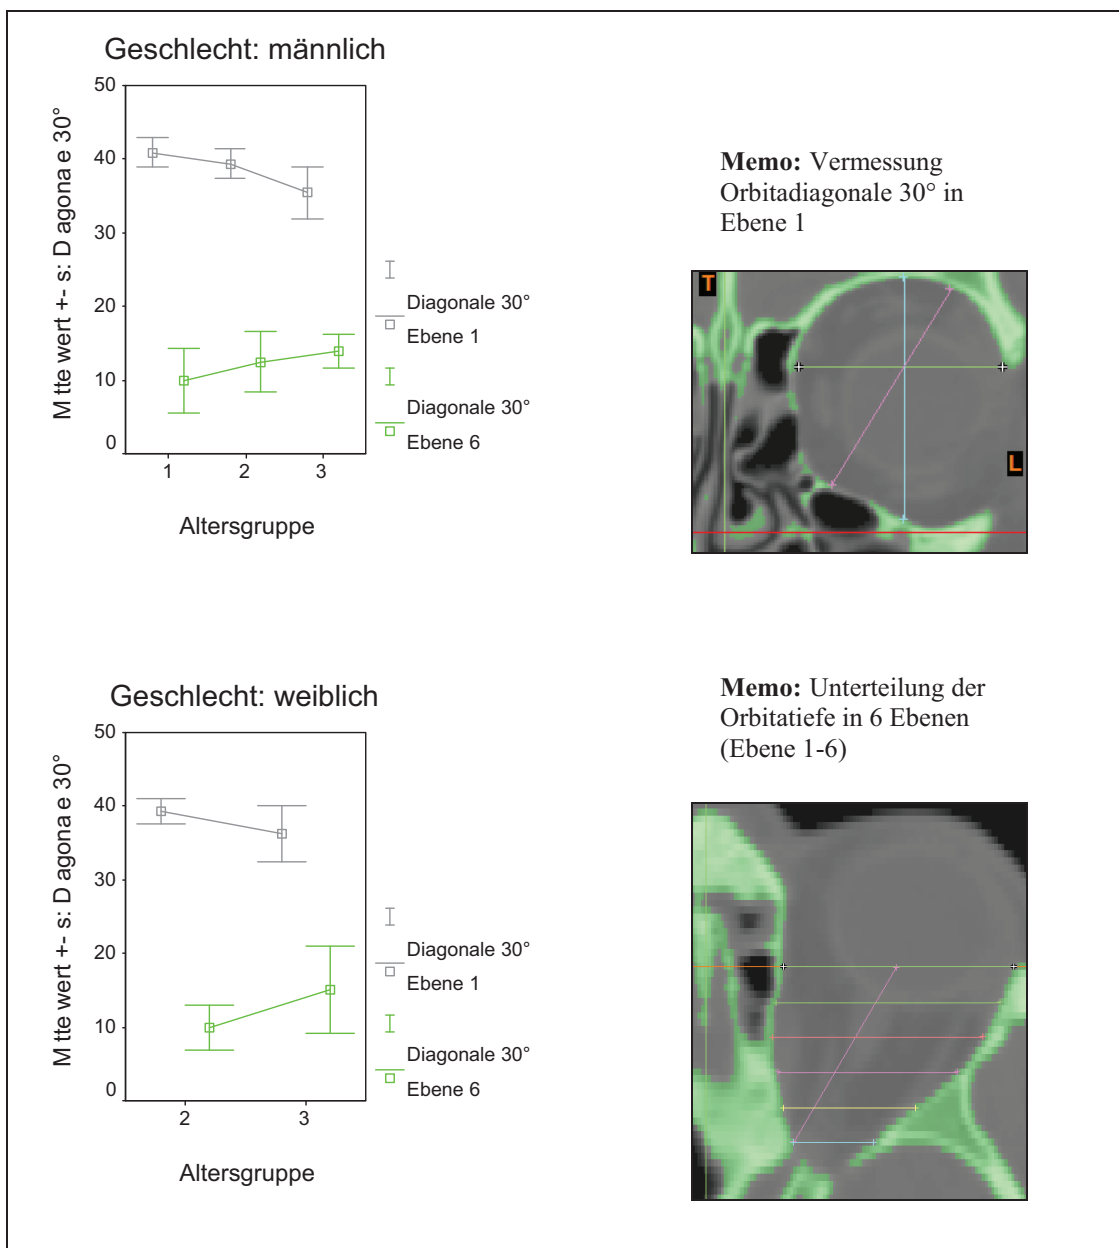 Geschlecht: männlich
M tte wert +- s: D agona e 30°
50
40
30
20
10
0
1 2 3
Altersgruppe
Diagonale 30°
Ebene 1
Diagonale 30°
Ebene 6
Memo: Vermessung
Orbitadiagonale 30° in
Ebene 1
T
L
Geschlecht: weiblich
M tte wert +- s: D agona e 30°
50
40
30
20
10
0
2 3
Altersgruppe
Diagonale 30°
Ebene 1
Diagonale 30°
Ebene 6
Memo: Unterteilung der
Orbitatiefe in 6 Ebenen
(Ebene 1-6)